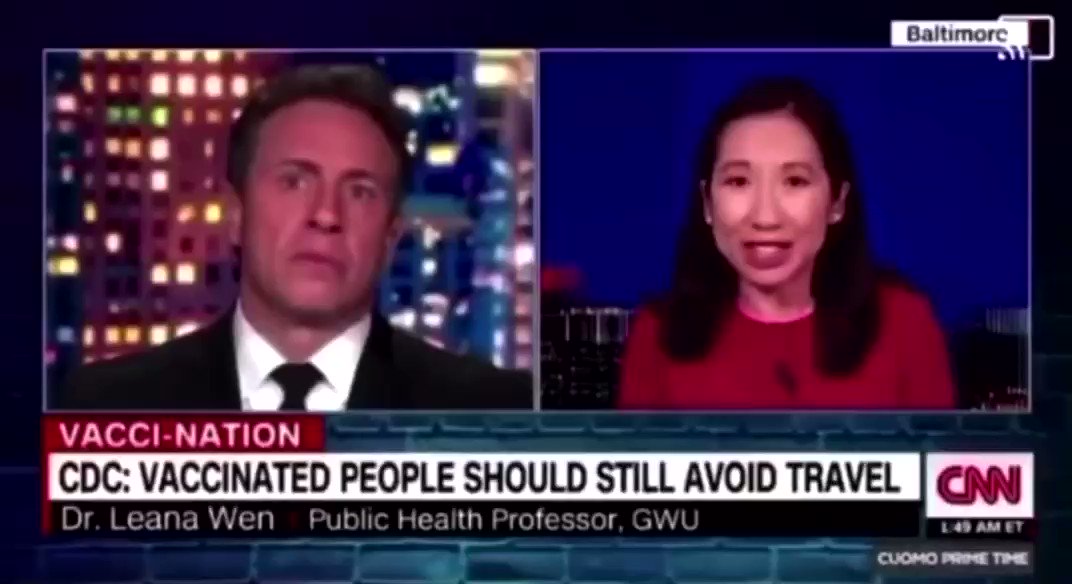 Baltimore
VACCI-NATION
CDC: VACCINATED PEOPLE SHOULD STILL AVOID TRAVEL
CNN
Dr. Leana Wen Public Health Professor, GWU
1:49 AM ET
CUOMO PRIME TIME